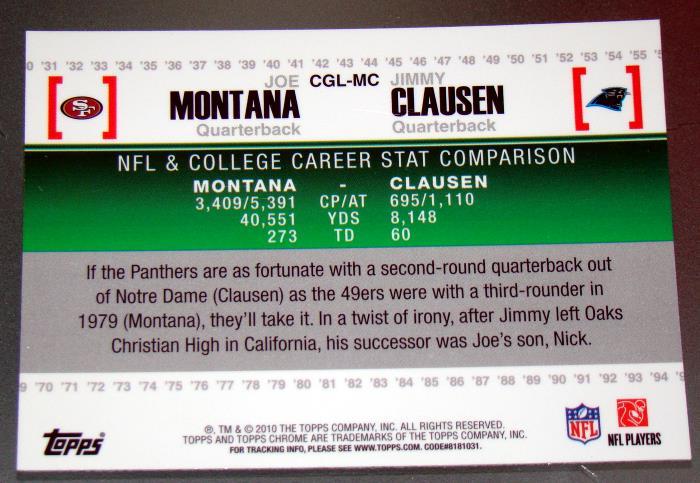 0 '31 '32 '33 '34 '35 '36 '37 '38 '39 '40 '41 '42 '43 '44 '45 '46 '47 '48 '49 '50 '51 '52 '53 '54 '55 '5
JOE CGL-MC JIMMY
SF MONTANA CLAUSEN
Quarterback Quarterback
NFL & COLLEGE CAREER STAT COMPARISON
MONTANA - CLAUSEN
3,409/5,391 CP/AT 695/1,110
40,551 YDS 8,148
273 TD 60
If the Panthers are as fortunate with a second-round quarterback out
of Notre Dame (Clausen) as the 49ers were with a third-rounder in
1979 (Montana), they'll take it. In a twist of irony, after Jimmy left Oaks
Christian High in California, his successor was Joe's son, Nick.
9 '70 '71 '72 '73 '74 '75 '76 '77 '78 '79 '80 '81 '82 '83 '84 '85 '86 '87 '88 '89 '90 '91 '92 '93 '94 '9
Topps
®, TM & © 2010 THE TOPPS COMPANY, INC. ALL RIGHTS RESERVED.
TOPPS AND TOPPS CHROME ARE TRADEMARKS OF THE TOPPS COMPANY, INC.
FOR TRACKING INFO, PLEASE SEE WWW.TOPPS.COM. CODE#8181031.
NFL
NFL PLAYERS